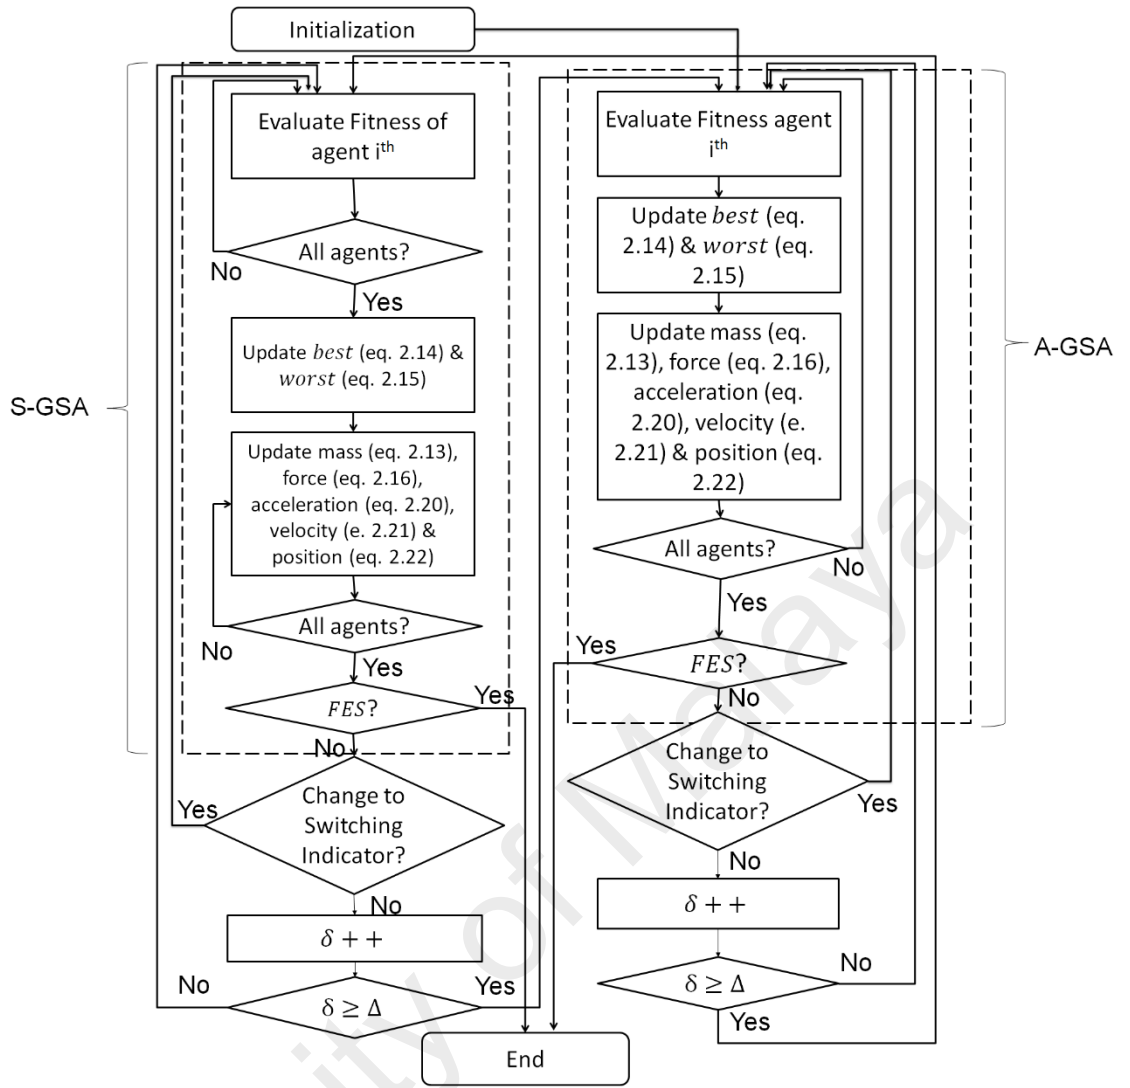 Initialization
S-GSA
Evaluate Fitness of
agent ith
All agents?
No
Yes
Update best (eq. 2.14) &
worst (eq. 2.15)
Update mass (eq. 2.13),
force (eq. 2.16),
acceleration (eq. 2.20),
velocity (e. 2.21) &
position (eq. 2.22)
All agents?
No
Yes
FES?
Yes
No
Change to
Switching
Indicator?
Yes
No
δ + +
δ ≥ Δ
No
Yes
Evaluate Fitness agent
ith
Update best (eq.
2.14) & worst (eq.
2.15)
Update mass (eq.
2.13), force (eq. 2.16),
acceleration (eq.
2.20), velocity (e.
2.21) & position (eq.
2.22)
All agents?
No
Yes
FES?
Yes
No
Change to
Switching
Indicator?
Yes
No
δ + +
δ ≥ Δ
No
Yes
A-GSA
End
ity of Malaya